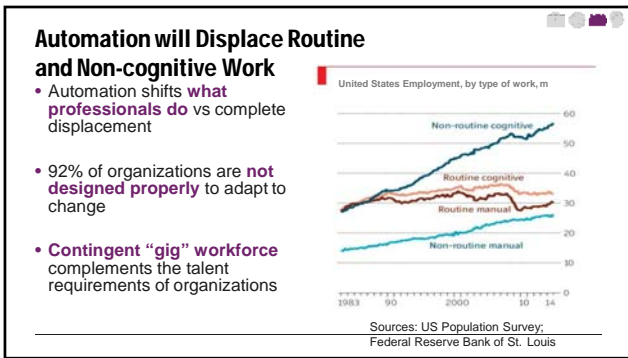 Automation will Displace Routine
and Non-cognitive Work
• Automation shifts what
professionals do vs complete
displacement
• 92% of organizations are not
designed properly to adapt to
change
• Contingent “gig” workforce
complements the talent
requirements of organizations
United States Employment, by type of work, m
60
Non-routine cognitive
50
Routine cognitive
40
30
Routine manual
20
Non-routine manual
10
0
1983 90 2000 10 14
Sources: US Population Survey;
Federal Reserve Bank of St. Louis